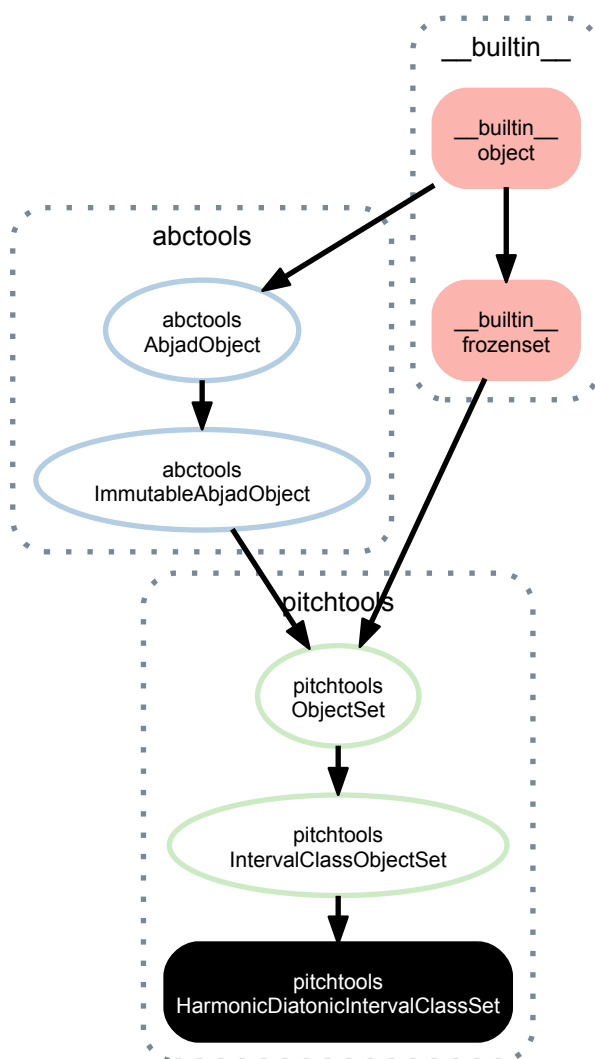 __builtin__
__builtin__
object
abctools
abctools
AbjadObject
__builtin__
frozenset
abctools
ImmutableAbjadObject
pitchtools
pitchtools
ObjectSet
pitchtools
IntervalClassObjectSet
pitchtools
HarmonicDiatonicIntervalClassSet